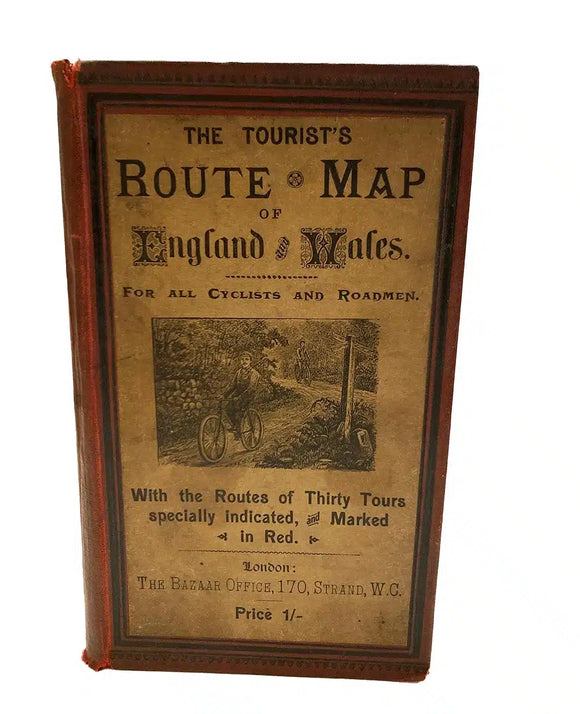 THE TOURIST'S
ROUTE MAP
OF
England and Wales.
FOR ALL CYCLISTS AND ROADMEN.
With the Routes of Thirty Tours
specially indicated, and Marked
in Red.
London:
THE BAZAAR OFFICE, 170, STRAND, W.C.
Price 1/-